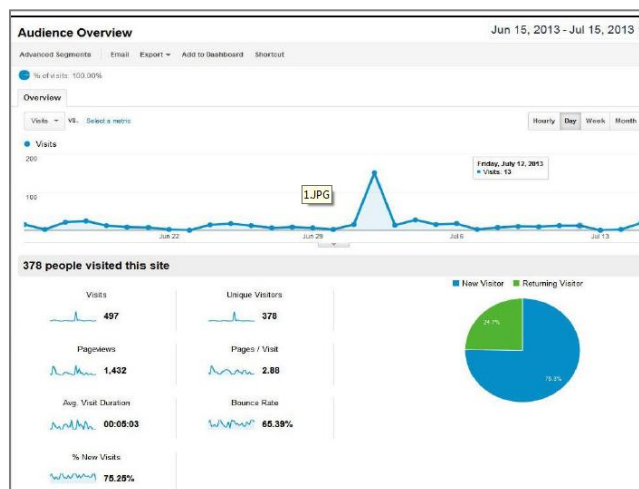 Audience Overview
Jun 15, 2013 - Jul 15, 2013
Advanced Segments Email Export Add to Dashboard Shortcut
% of visits: 100.00%
Overview
Visits VS. Select a metric
Hourly Day Week Month
Visits
200
Friday, July 12, 2013
Visits: 13
1.JPG
100
Jun 22 Jun 29 Jul 6 Jul 13
378 people visited this site
New Visitor Returning Visitor
Visits
497
Unique Visitors
378
24.7%
75.3%
Pageviews
1,432
Pages / Visit
2.88
Avg. Visit Duration
00:05:03
Bounce Rate
65.39%
% New Visits
75.25%